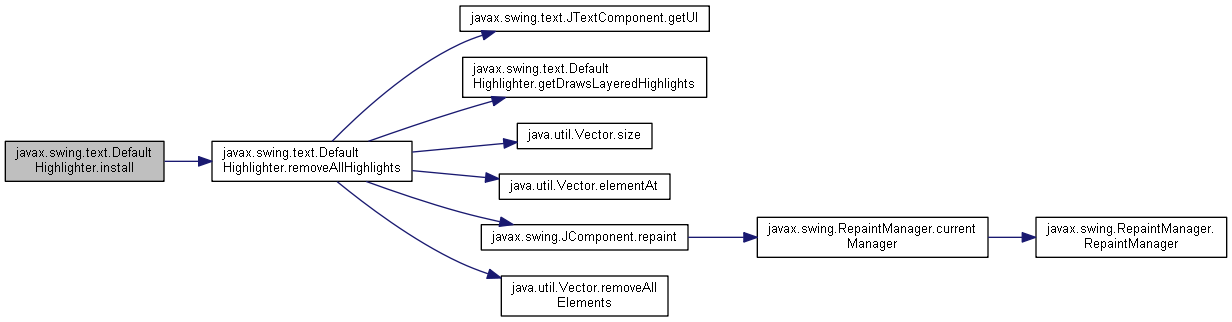 javax.swing.text.Default
Highlighter.install
javax.swing.text.Default
Highlighter.removeAllHighlights
javax.swing.text.JTextComponent.getUI
javax.swing.text.Default
Highlighter.getDrawsLayeredHighlights
java.util.Vector.size
java.util.Vector.elementAt
javax.swing.JComponent.repaint
java.util.Vector.removeAll
Elements
javax.swing.RepaintManager.current
Manager
javax.swing.RepaintManager.
RepaintManager